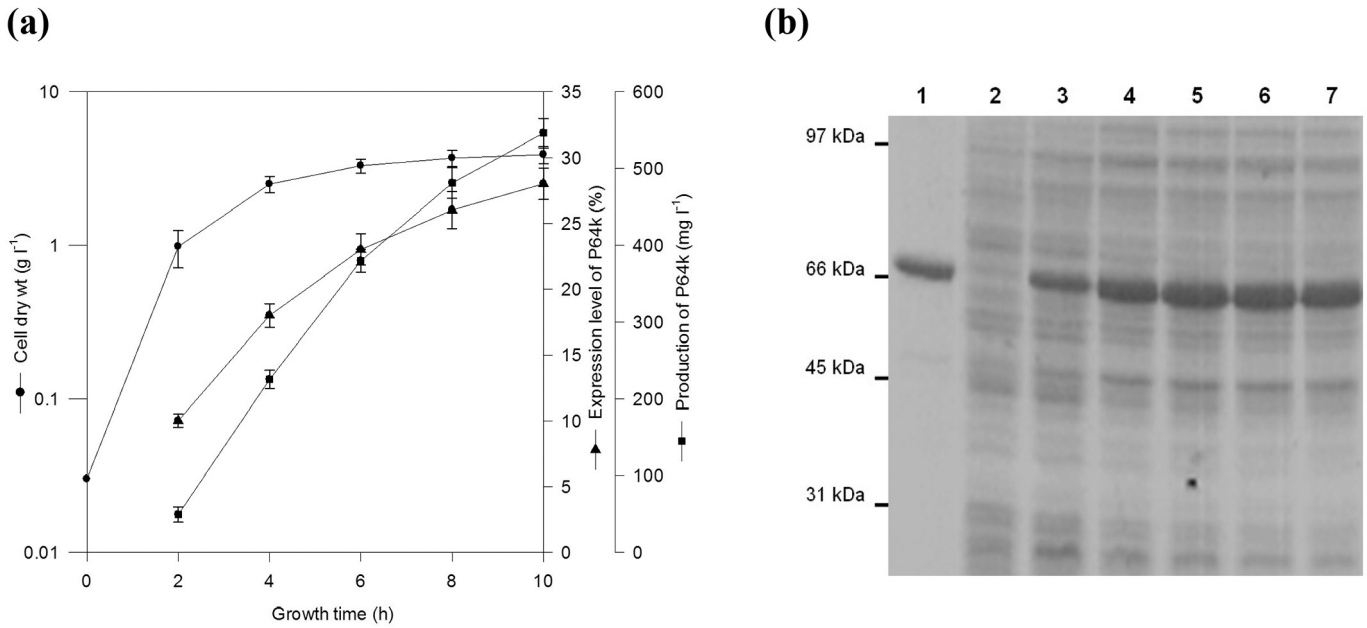 (a)
10
1
0.1
0.01
Cell dry wt (g l-1)
0
2
4
6
8
10
Growth time (h)
35
30
25
20
15
10
5
0
Expression level of P64k (%)
600
500
400
300
200
100
0
Production of P64k (mg l-1)
(b)
1 2 3 4 5 6 7
97 kDa
66 kDa
45 kDa
31 kDa